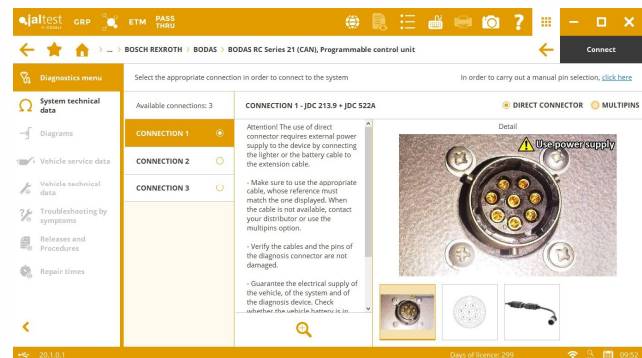 jaltest
GRP
ETM
PASS THRU
?
> ... > BOSCH REXROTH > BODAS > BODAS RC Series 21 (CAN), Programmable control unit
Connect
Diagnostics menu
Select the appropriate connection in order to connect to the system
In order to carry out a manual pin selection, click here
System technical
data
Diagrams
Vehicle service data
Vehicle technical
data
Troubleshooting by
symptoms
Releases and
Procedures
Repair times
Available connections: 3
CONNECTION 1
CONNECTION 2
CONNECTION 3
CONNECTION 1 - JDC 213.9 + JDC 522A
DIRECT CONNECTOR
MULTIPINS
Attention! The use of direct
connector requires external power
supply to the device by connecting
the lighter or the battery cable to
the extension cable.
- Make sure to use the appropriate
cable, whose reference must
match the one displayed. When
the cable is not available, contact
your distributor or use the
multipins option.
- Verify the cables and the pins of
the diagnosis connector are not
damaged.
- Guarantee the electrical supply of
the vehicle, of the system and of
the diagnosis device. Check
whether the vehicle battery is in
Detail
Use power supply
20.1.0.1
Days of licence: 299
09:52